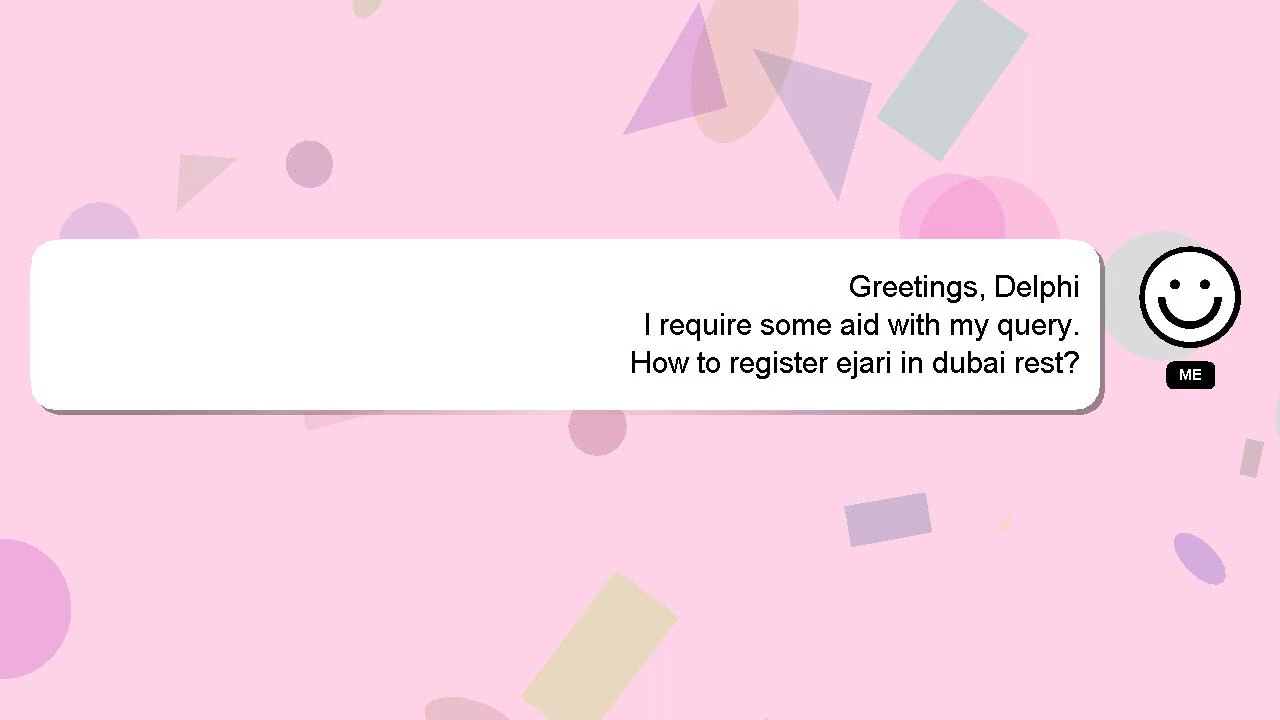 Greetings, Delphi
I require some aid with my query.
How to register ejari in dubai rest?
ME